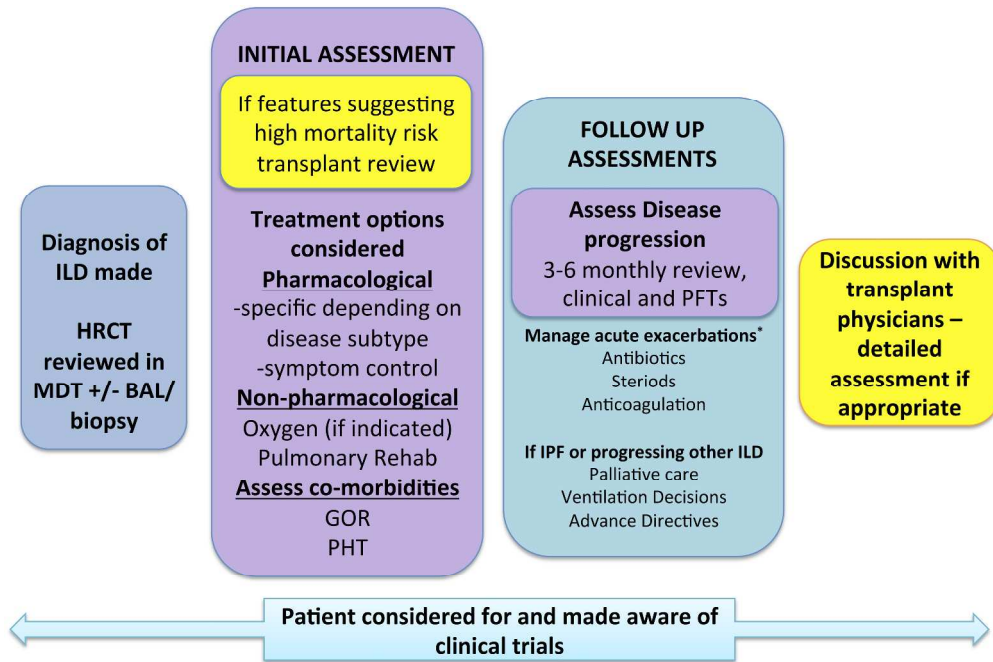 Diagnosis of
ILD made
HRCT
reviewed in
MDT +/- BAL/
biopsy
INITIAL ASSESSMENT
If features suggesting
high mortality risk
transplant review
Treatment options
considered
Pharmacological
-specific depending on
disease subtype
-symptom control
Non-pharmacological
Oxygen (if indicated)
Pulmonary Rehab
Assess co-morbidities
GOR
PHT
FOLLOW UP
ASSESSMENTS
Assess Disease
progression
3-6 monthly review,
clinical and PFTs
Manage acute exacerbations*
Antibiotics
Steriods
Anticoagulation
If IPF or progressing other ILD
Palliative care
Ventilation Decisions
Advance Directives
Discussion with
transplant
physicians –
detailed
assessment if
appropriate
Patient considered for and made aware of
clinical trials